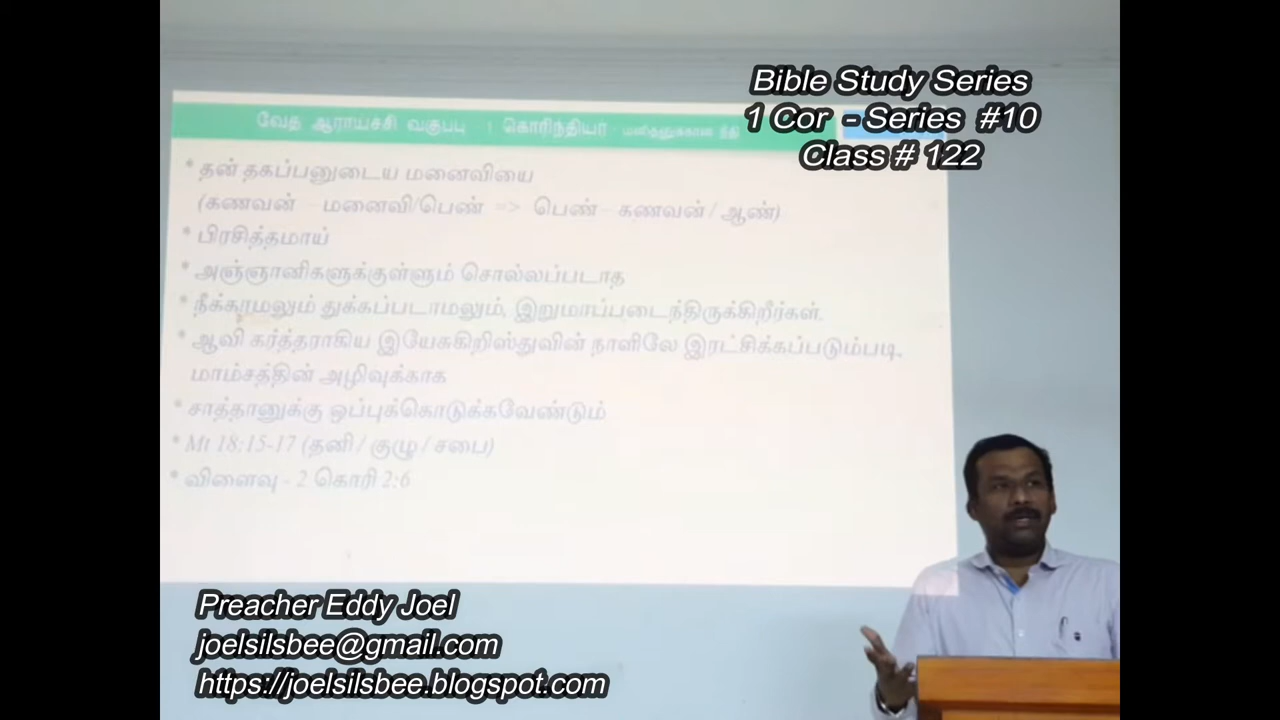 Bible Study Series
1 Cor - Series #10
Class # 122
வேத ஆராய்ச்சி வகுப்பு 1 கொரிந்தியர்
* தன் தகப்பனுடைய மனைவியை
(கணவன் – மனைவி/பெண் => பெண் – கணவன் / ஆண்)
* பிரசித்தமாய்
* அஞ்ஞானிகளுக்குள்ளும் சொல்லப்படாத
* நீக்காமலும் துக்கப்படாமலும், இறுமாப்படைந்திருக்கிறீர்கள்.
* ஆவி கர்த்தராகிய இயேசுகிறிஸ்துவின் நாளிலே இரட்சிக்கப்படும்படி,
மாம்சத்தின் அழிவுக்காக
* சாத்தானுக்கு ஒப்புக்கொடுக்கவேண்டும்
* Mt 18:15-17 (தனி / குழு / சபை)
* விளைவு - 2 கொரி 2:6
Preacher Eddy Joel
joelsilsbee@gmail.com
https://joelsilsbee.blogspot.com